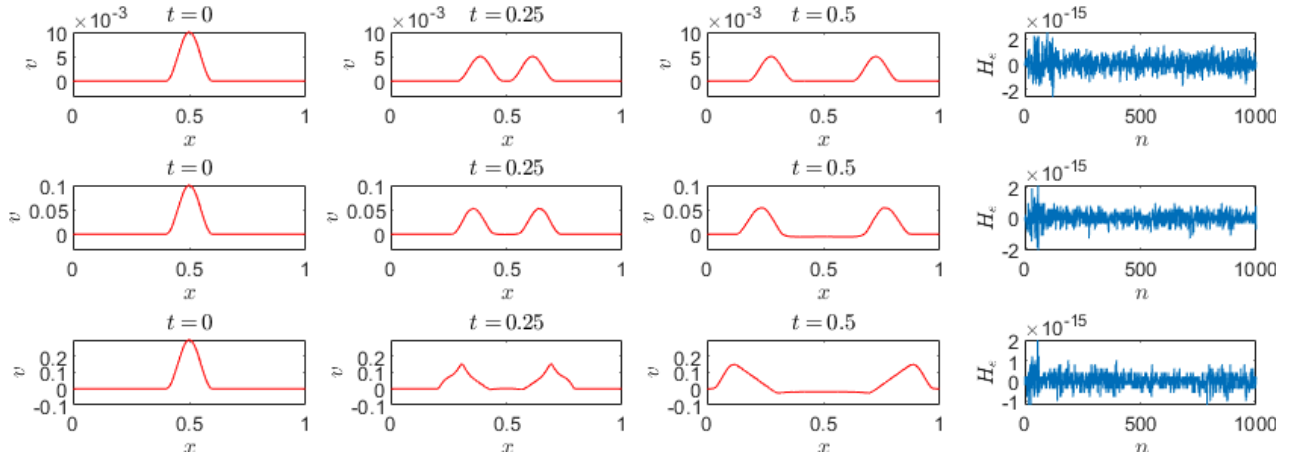 ×10⁻³ t = 0 ×10⁻³ t = 0.25 ×10⁻³ t = 0.5 ×10⁻¹⁵
10 10 10 2
5 5 5 0
0 0 0 -2
v v v H_ε
0 0.5 1 0 0.5 1 0 0.5 1 0 500 1000
x x x n
t = 0 t = 0.25 t = 0.5 ×10⁻¹⁵
0.1 0.1 0.1 2
0.05 0.05 0.05 0
0 0 0 -2
v v v H_ε
0 0.5 1 0 0.5 1 0 0.5 1 0 500 1000
x x x n
t = 0 t = 0.25 t = 0.5 ×10⁻¹⁵
0.2 0.2 0.2 2
0.1 0.1 0.1 1
0 0 0 0
-0.1 -0.1 -0.1 -1
v v v H_ε
0 0.5 1 0 0.5 1 0 0.5 1 0 500 1000
x x x n